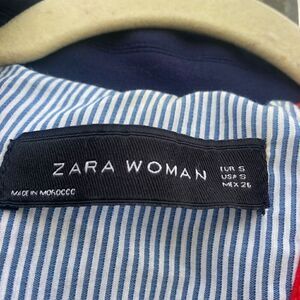 ZARA WOMAN
EUR S
USA S
MEX 26
MADE IN MOROCCO